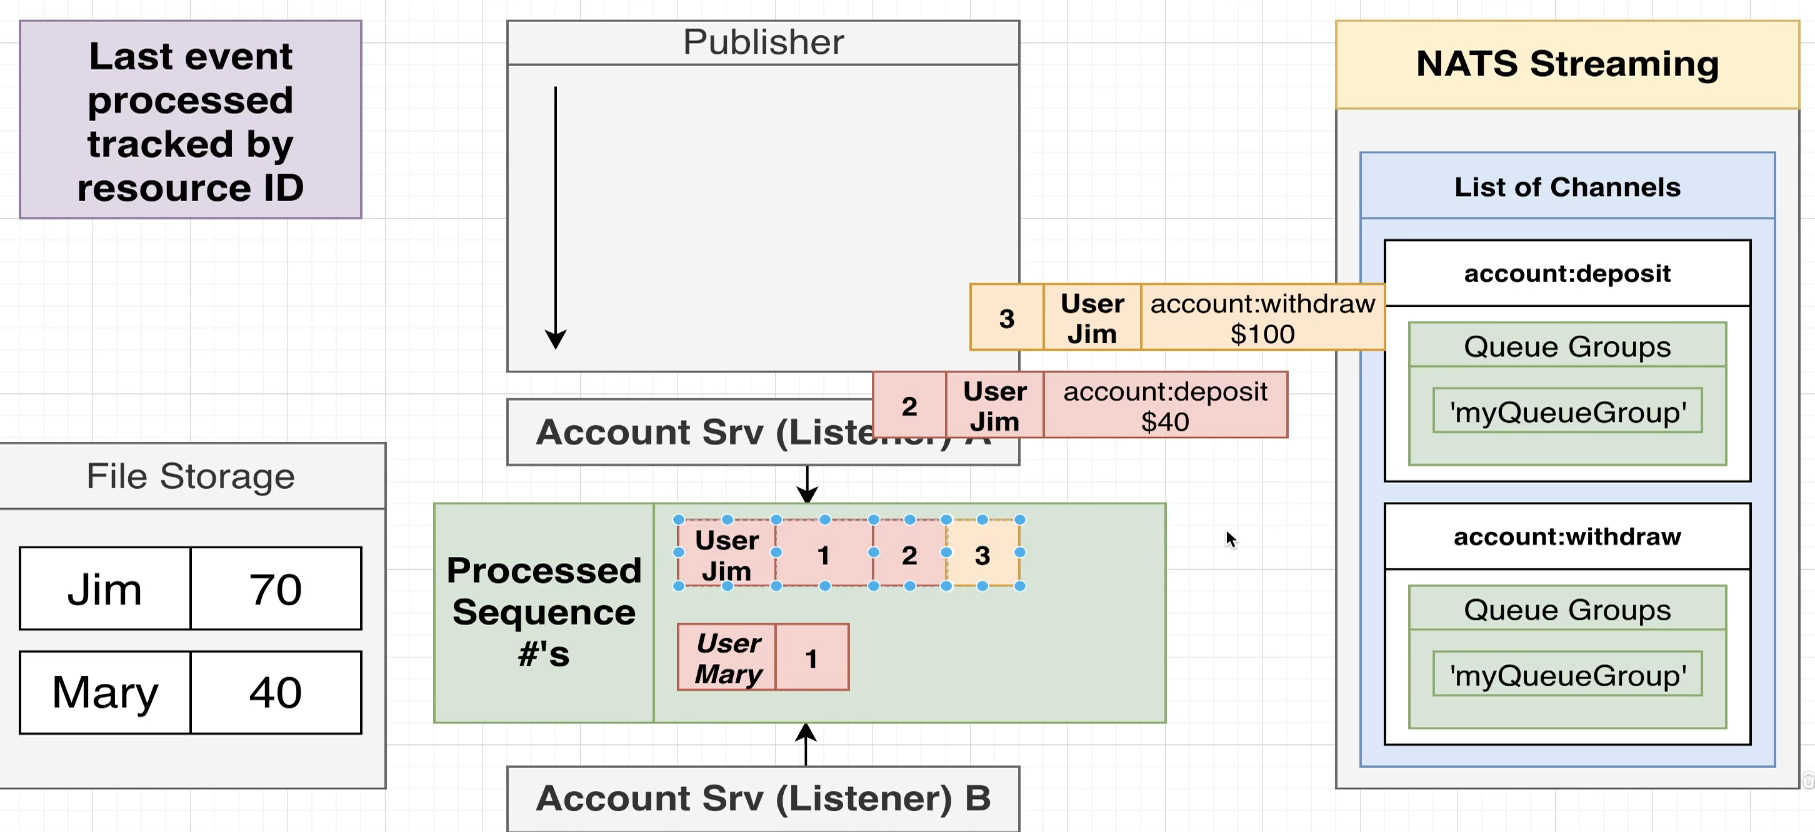 Last event
processed
tracked by
resource ID
Publisher
NATS Streaming
List of Channels
account:deposit
Queue Groups
'myQueueGroup'
account:withdraw
Queue Groups
'myQueueGroup'
3
User
Jim
account:withdraw
$100
2
User
Jim
account:deposit
$40
Account Srv (Listener) A
File Storage
Jim 70
Mary 40
Processed
Sequence
#'s
User
Jim
1 2 3
User
Mary
1
Account Srv (Listener) B